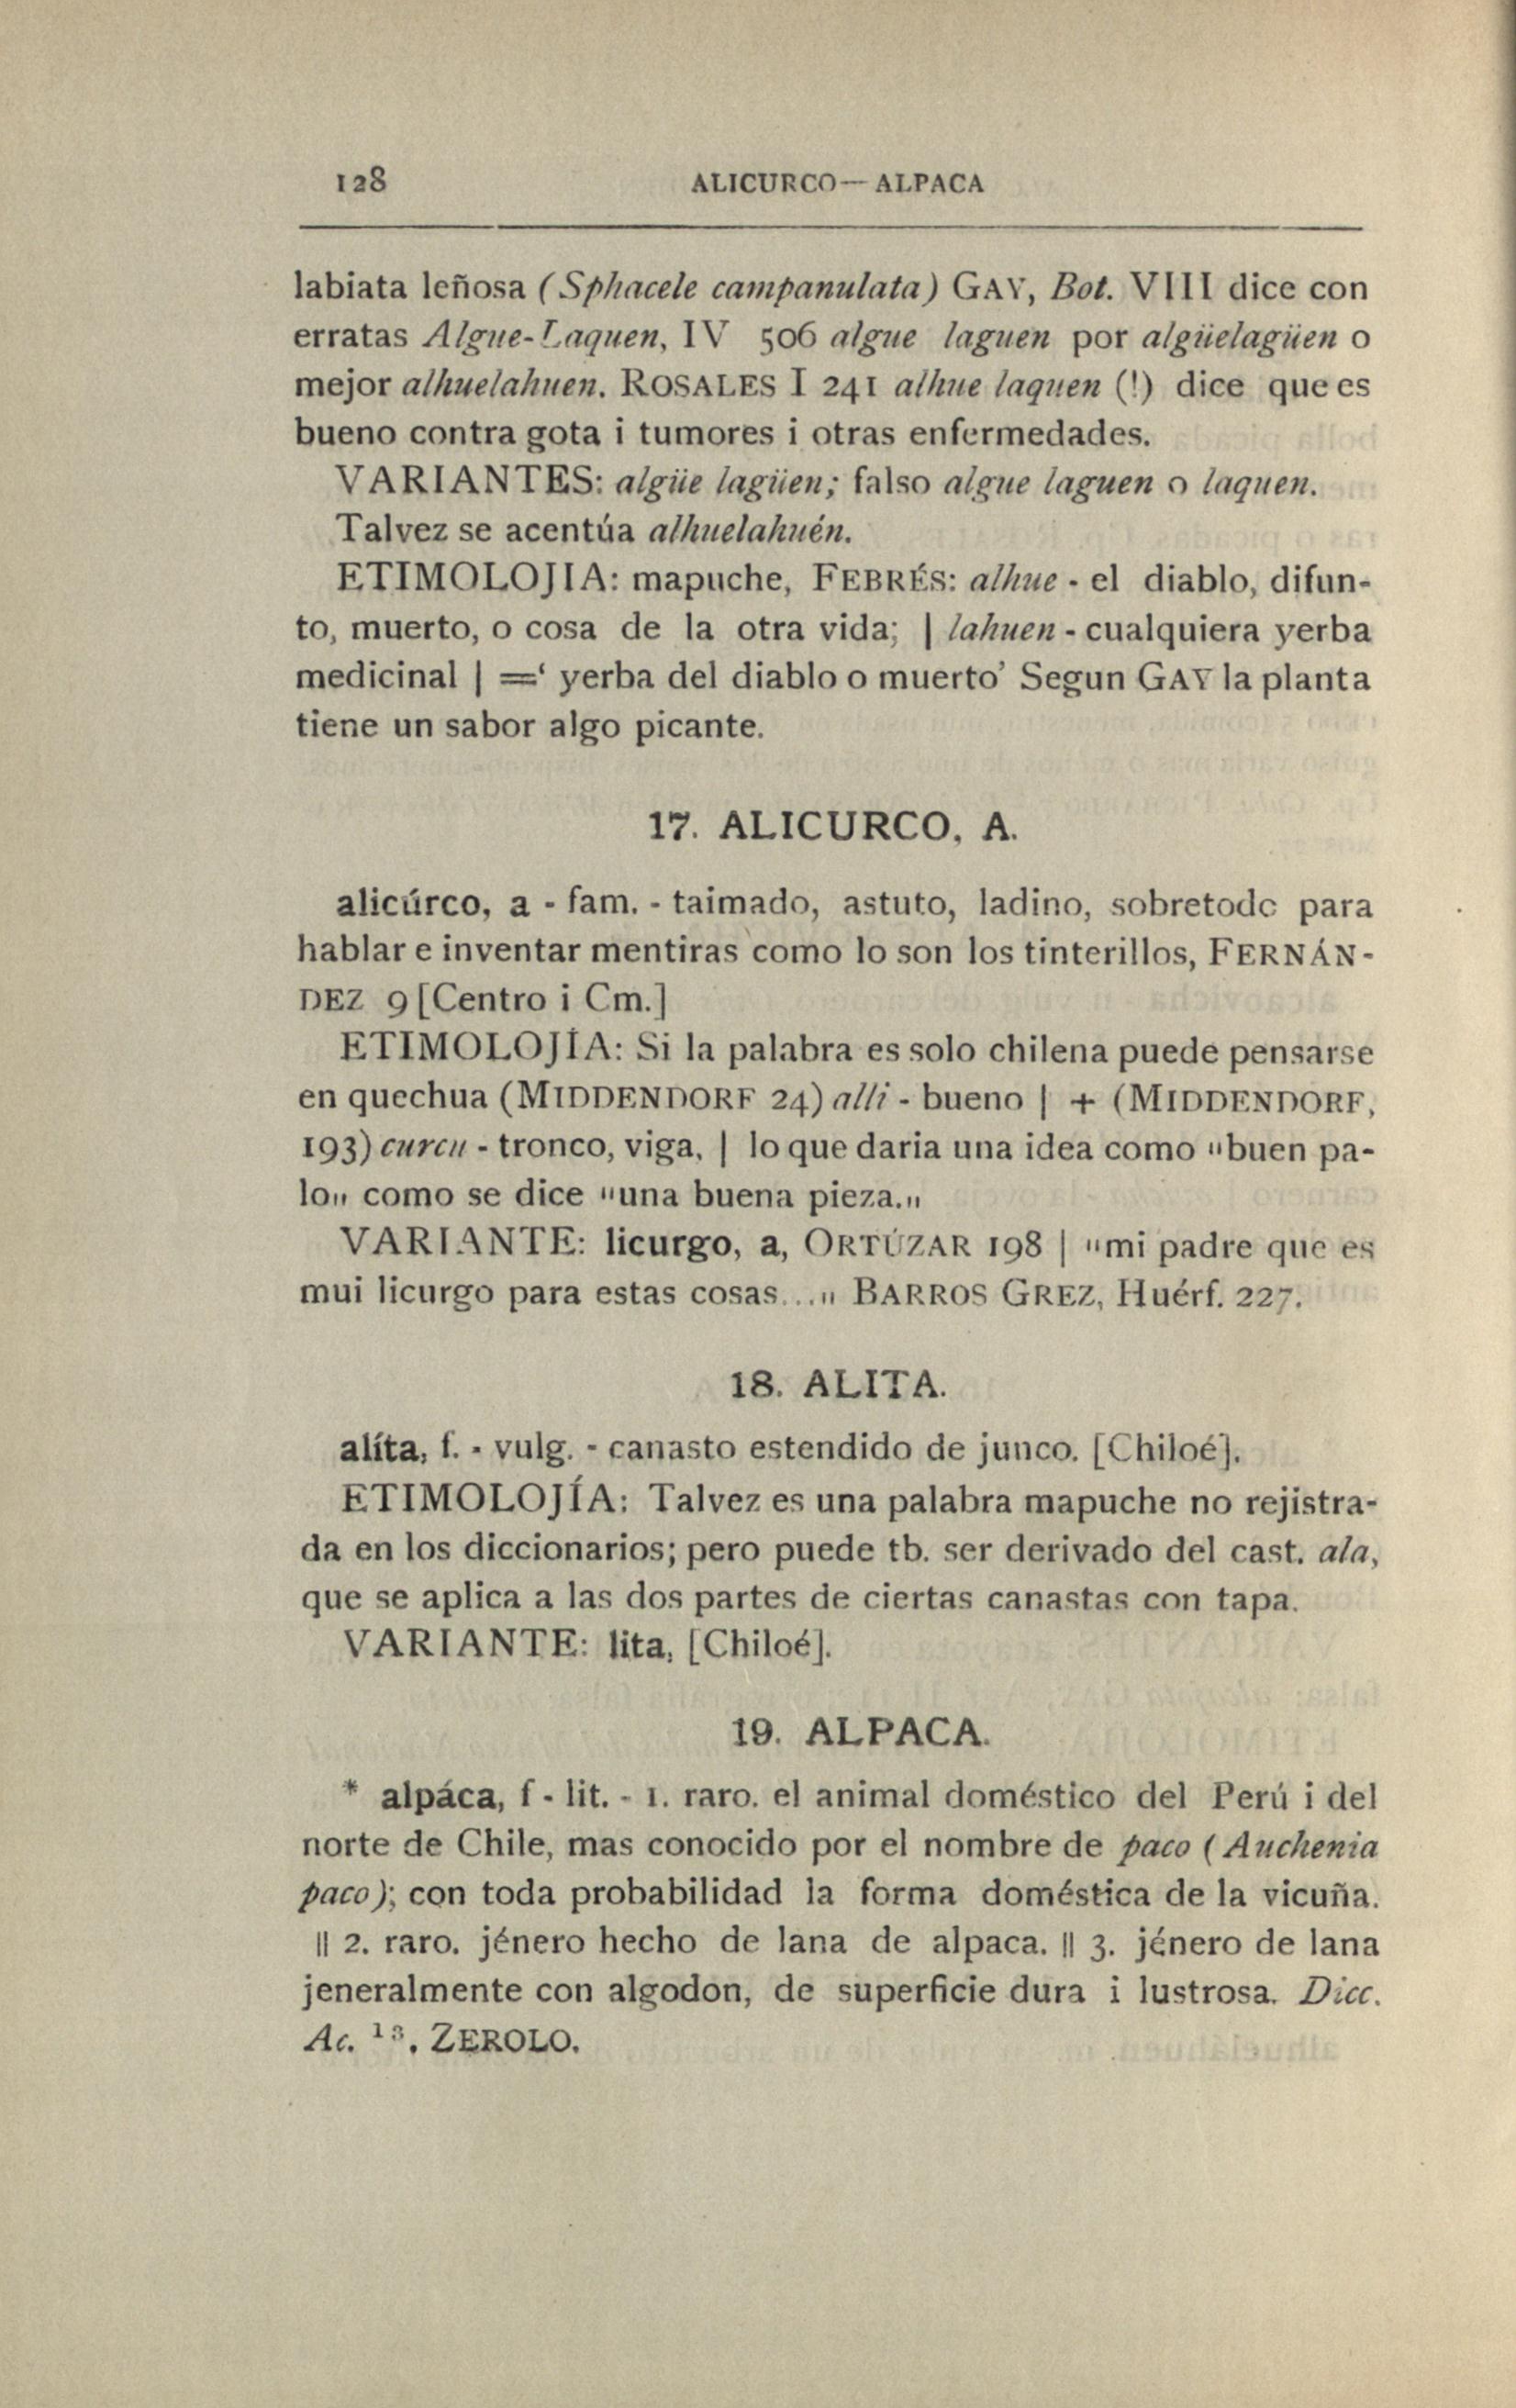 128 ALICURCO—ALPACA
labiata leñosa (Sphacele campanulata) GAY, Bot. VIII dice con
erratas Algue-Laquen, IV 506 algue laguen por algüelagüen o
mejor alhuelahuen. ROSALES I 241 alhue laquen (!) dice que es
bueno contra gota i tumores i otras enfermedades.
VARIANTES: algüe lagüen; falso algue laguen o laquen.
Talvez se acentúa alhuelahuén.
ETIMOLOJIA: mapuche, FEBRÉS: alhue - el diablo, difun-
to, muerto, o cosa de la otra vida; | lahuen - cualquiera yerba
medicinal | =‘ yerba del diablo o muerto’ Segun GAY la planta
tiene un sabor algo picante.
17. ALICURCO, A.
alicúrco, a - fam. - taimado, astuto, ladino, sobretodo para
hablar e inventar mentiras como lo son los tinterillos, FERNÁN-
DEZ 9 [Centro i Cm.]
ETIMOLOJÍA: Si la palabra es solo chilena puede pensarse
en quechua (MIDDENDORF 24) alli - bueno | + (MIDDENDORF,
193) curcu - tronco, viga, | lo que daria una idea como "buen pa-
lo" como se dice "una buena pieza."
VARIANTE: licurgo, a, ORTÚZAR 198 | "mi padre que es
mui licurgo para estas cosas..." BARROS GREZ, Huérf. 227.
18. ALITA.
alíta, f. - vulg. - canasto estendido de junco. [Chiloé].
ETIMOLOJÍA: Talvez es una palabra mapuche no rejistra-
da en los diccionarios; pero puede tb. ser derivado del cast. ala,
que se aplica a las dos partes de ciertas canastas con tapa.
VARIANTE: lita, [Chiloé].
19. ALPACA.
* alpáca, f - lit. - 1. raro. el animal doméstico del Perú i del
norte de Chile, mas conocido por el nombre de paco (Auchenia
paco); con toda probabilidad la forma doméstica de la vicuña.
|| 2. raro. jénero hecho de lana de alpaca. || 3. jénero de lana
jeneralmente con algodon, de superficie dura i lustrosa. Dicc.
Ac. ¹³. ZEROLO.